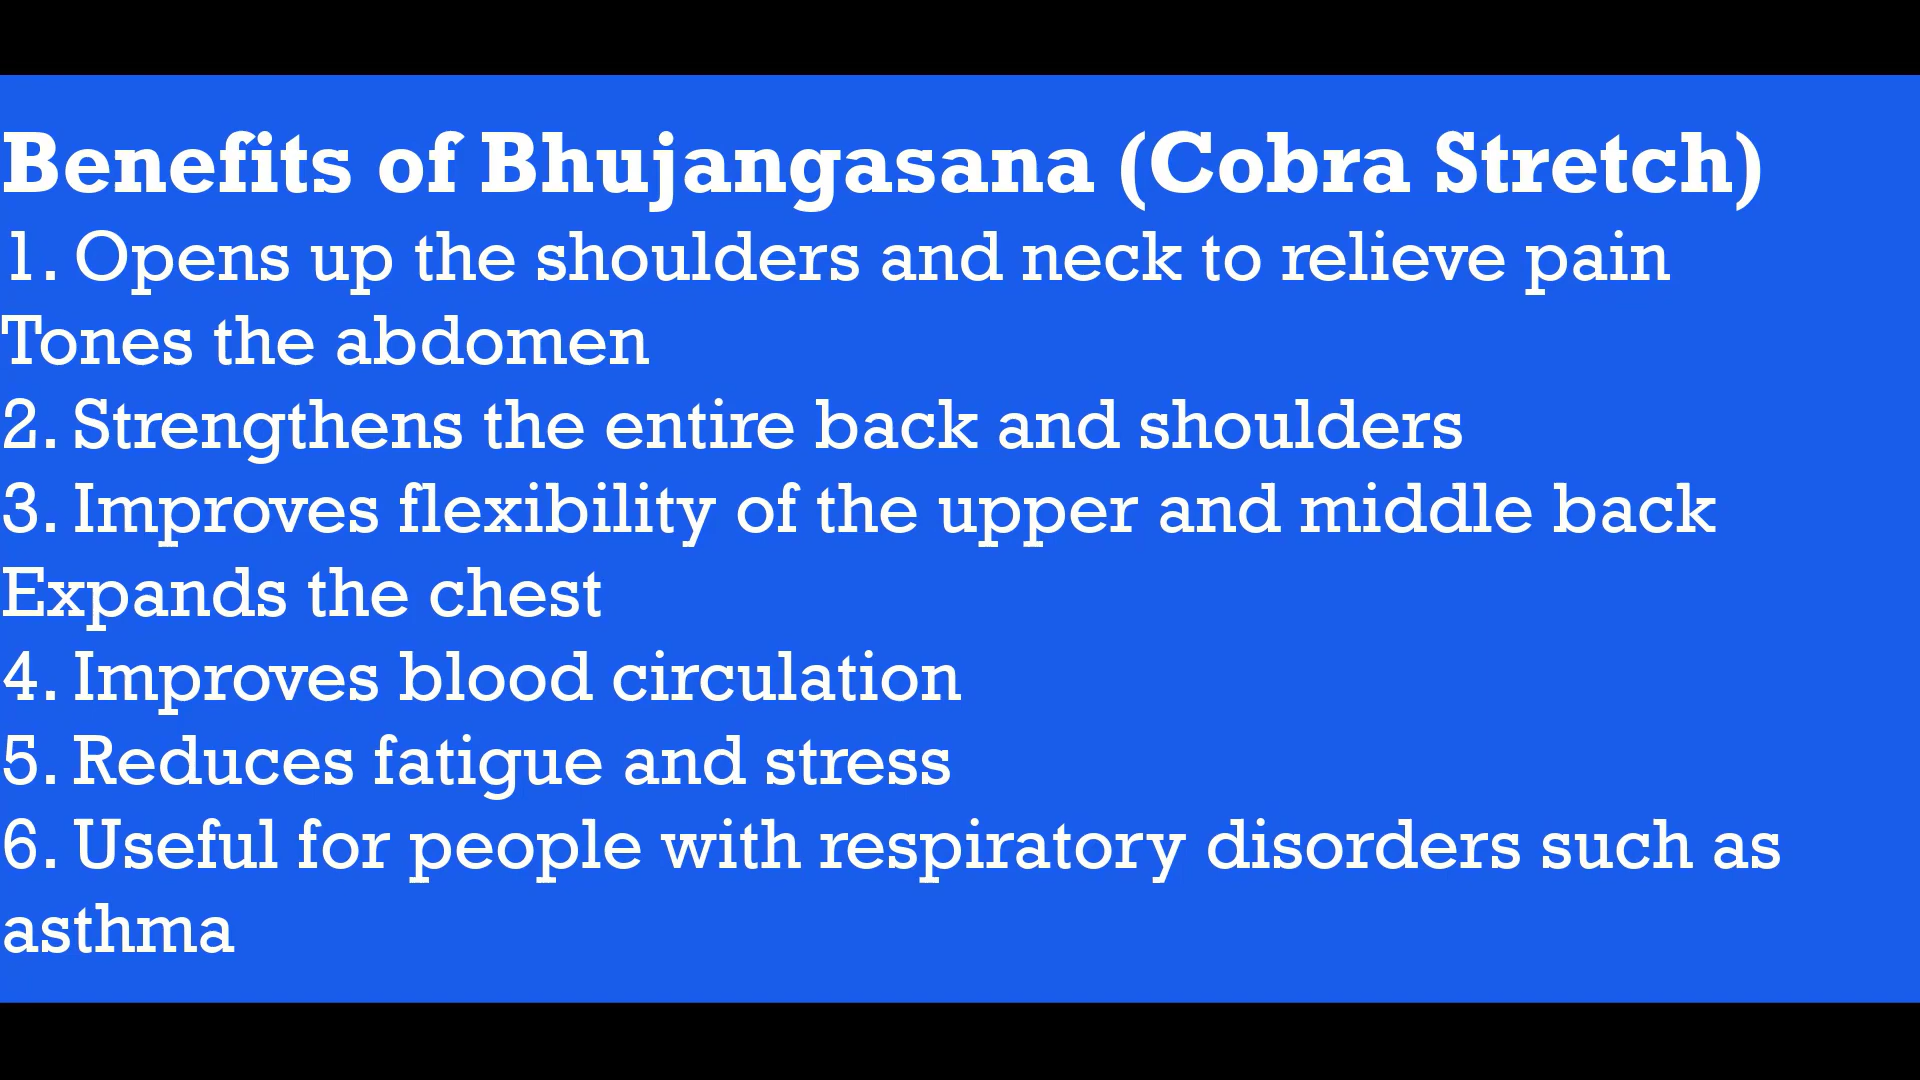 Benefits of Bhujangasana (Cobra Stretch)
1. Opens up the shoulders and neck to relieve pain
Tones the abdomen
2. Strengthens the entire back and shoulders
3. Improves flexibility of the upper and middle back
Expands the chest
4. Improves blood circulation
5. Reduces fatigue and stress
6. Useful for people with respiratory disorders such as
asthma